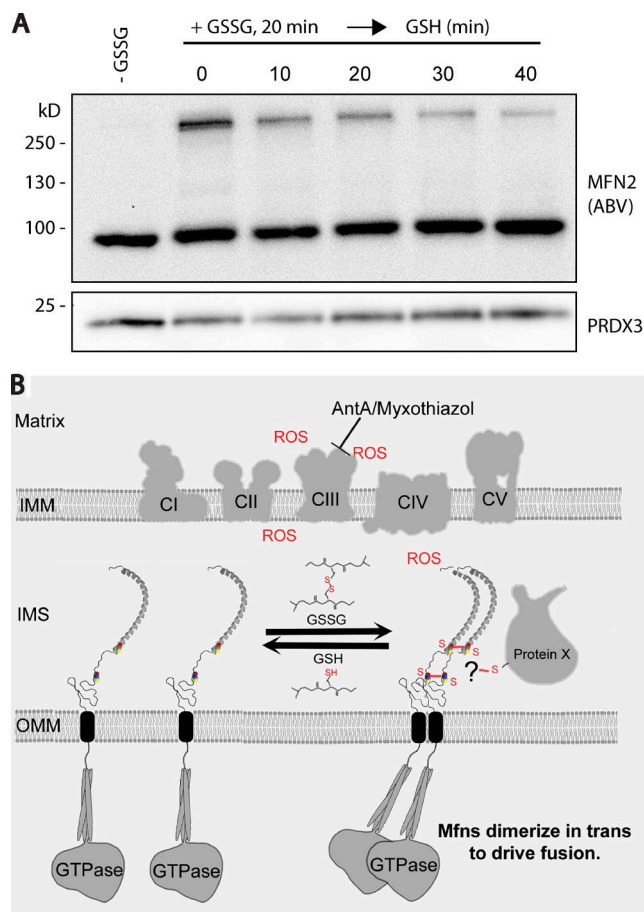 A
- GSSG
+ GSSG, 20 min → GSH (min)
0 10 20 30 40
kD
250 -
130 -
100 -
MFN2
(ABV)
25 -
PRDX3
B
Matrix
AntA/Myxothiazol
ROS
ROS
CI
CII
CIII
CIV
CV
IMM
ROS
ROS
IMS
S
S
GSSG
GSH
SH
S
S
S
S
? S
Protein X
OMM
GTPase
GTPase
GTPase
Mfns dimerize in trans
to drive fusion.